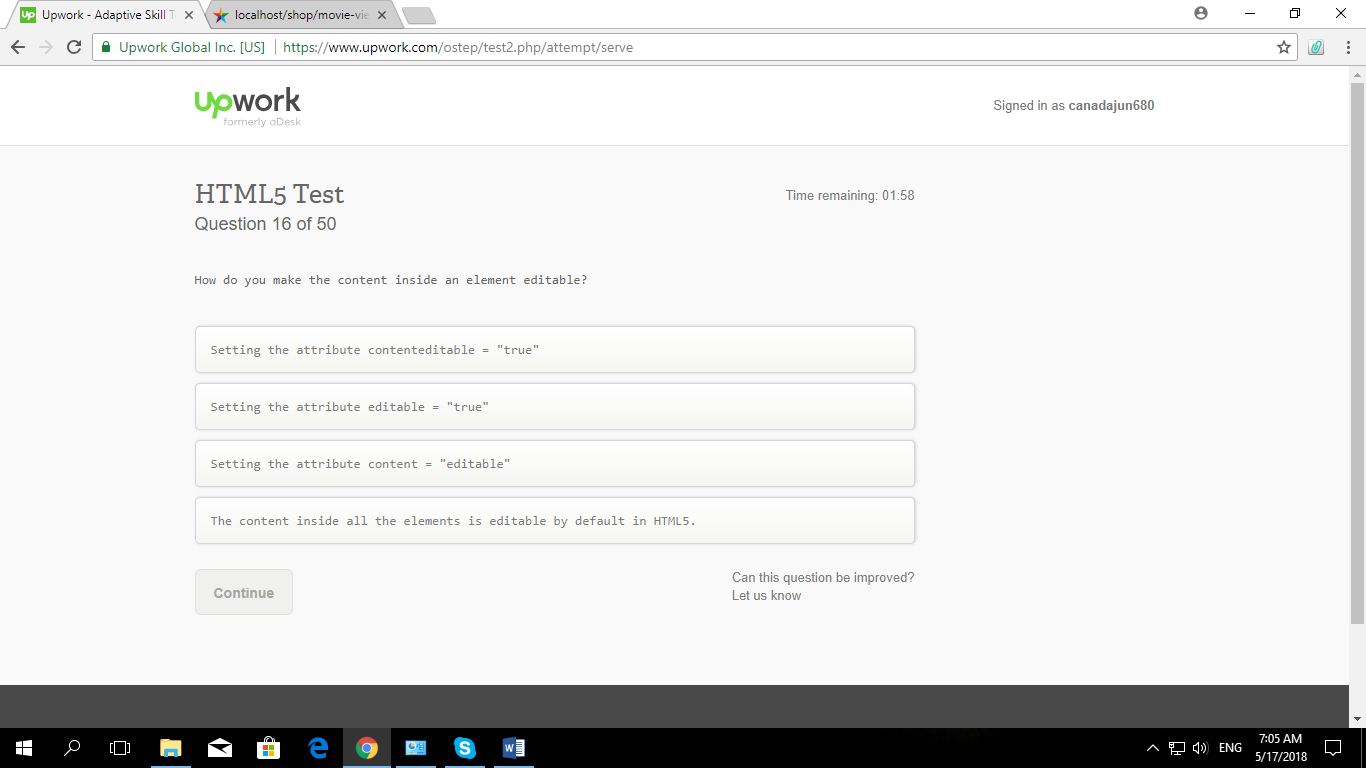 Upwork - Adaptive Skill T
localhost/shop/movie-vie
Upwork Global Inc. [US] https://www.upwork.com/ostep/test2.php/attempt/serve
upwork
formerly oDesk
Signed in as canadajun680
HTML5 Test
Time remaining: 01:58
Question 16 of 50
How do you make the content inside an element editable?
Setting the attribute contenteditable = "true"
Setting the attribute editable = "true"
Setting the attribute content = "editable"
The content inside all the elements is editable by default in HTML5.
Continue
Can this question be improved?
Let us know
ENG
7:05 AM
5/17/2018